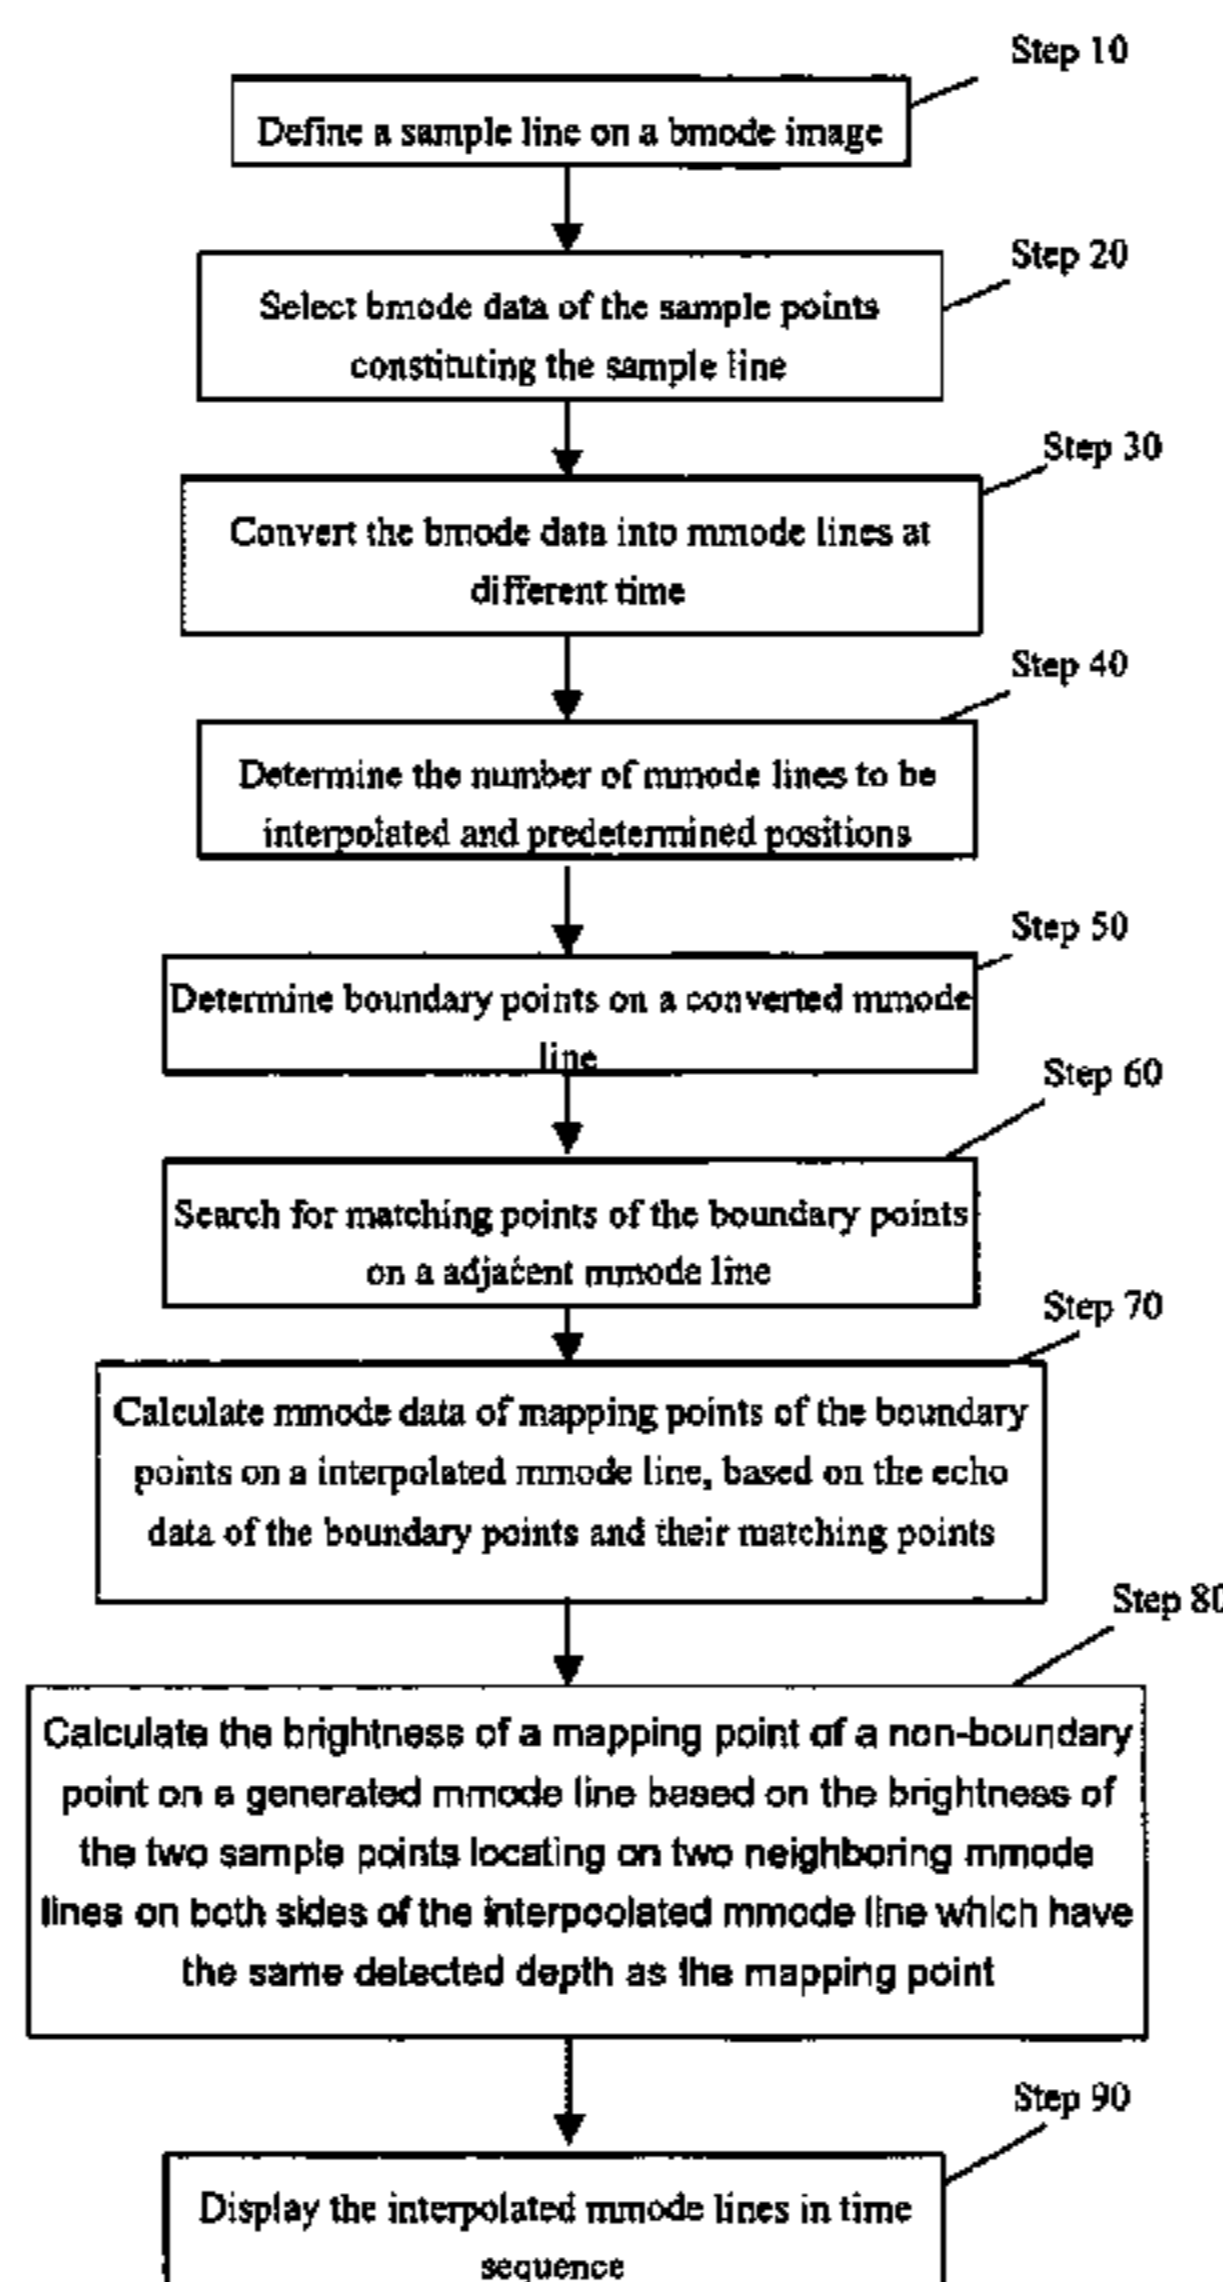 Step 10
Define a sample line on a bmode image
Step 20
Select bmode data of the sample points
constituting the sample line
Step 30
Convert the bmode data into mmode lines at
different time
Step 40
Determine the number of mmode lines to be
interpolated and predetermined positions
Step 50
Determine boundary points on a converted mmode
line
Step 60
Search for matching points of the boundary points
on a adjacent mmode line
Step 70
Calculate mmode data of mapping points of the boundary
points on a interpolated mmode line, based on the echo
data of the boundary points and their matching points
Step 80
Calculate the brightness of a mapping point of a non-boundary
point on a generated mmode line based on the brightness of
the two sample points locating on two neighboring mmode
lines on both sides of the interpoolated mmode line which have
the same detected depth as the mapping point
Step 90
Display the interpolated mmode lines in time
sequence